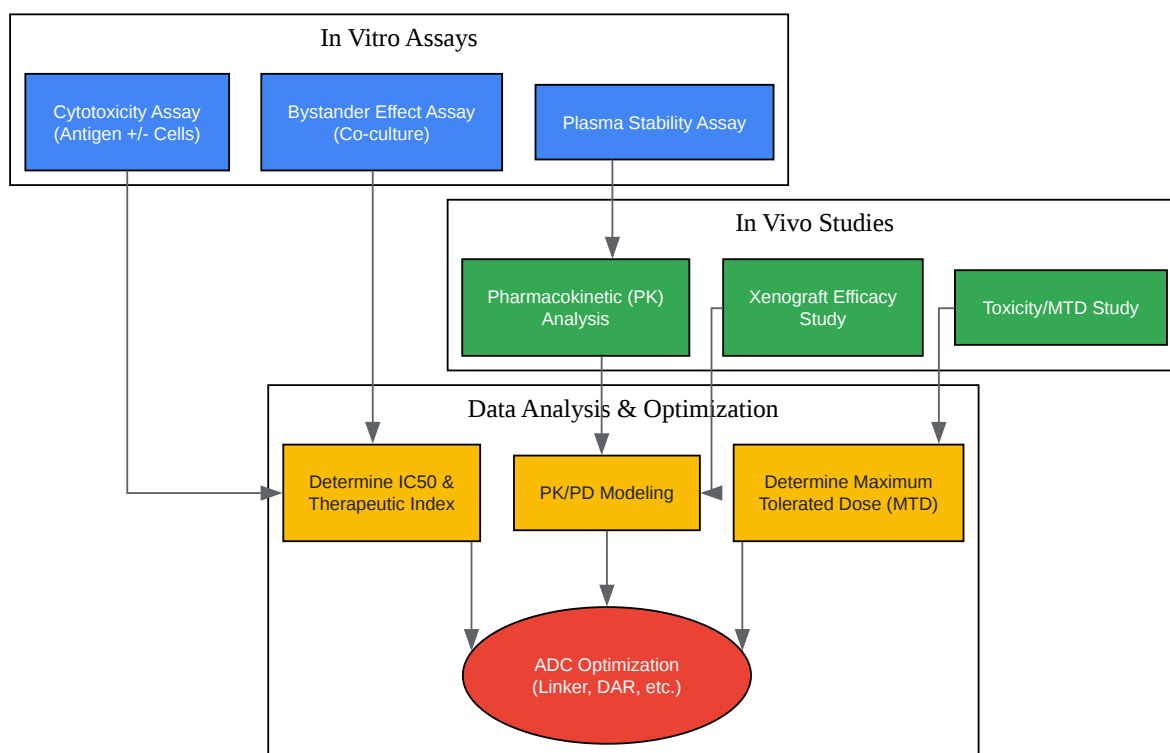 In Vitro Assays
Cytotoxicity Assay
(Antigen +/- Cells)
Bystander Effect Assay
(Co-culture)
Plasma Stability Assay
In Vivo Studies
Pharmacokinetic (PK)
Analysis
Xenograft Efficacy
Study
Toxicity/MTD Study
Data Analysis & Optimization
Determine IC50 &
Therapeutic Index
PK/PD Modeling
Determine Maximum
Tolerated Dose (MTD)
ADC Optimization
(Linker, DAR, etc.)